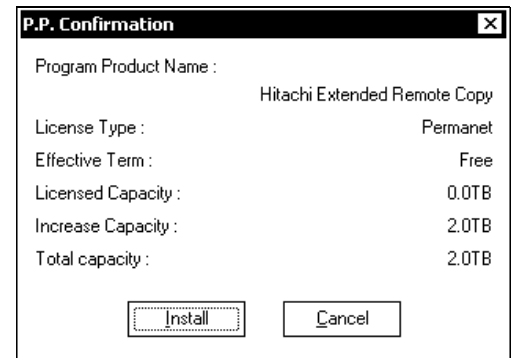 P.P. Confirmation
Program Product Name :
Hitachi Extended Remote Copy
License Type : Permanet
Effective Term : Free
Licensed Capacity : 0.0TB
Increase Capacity : 2.0TB
Total capacity : 2.0TB
Install Cancel